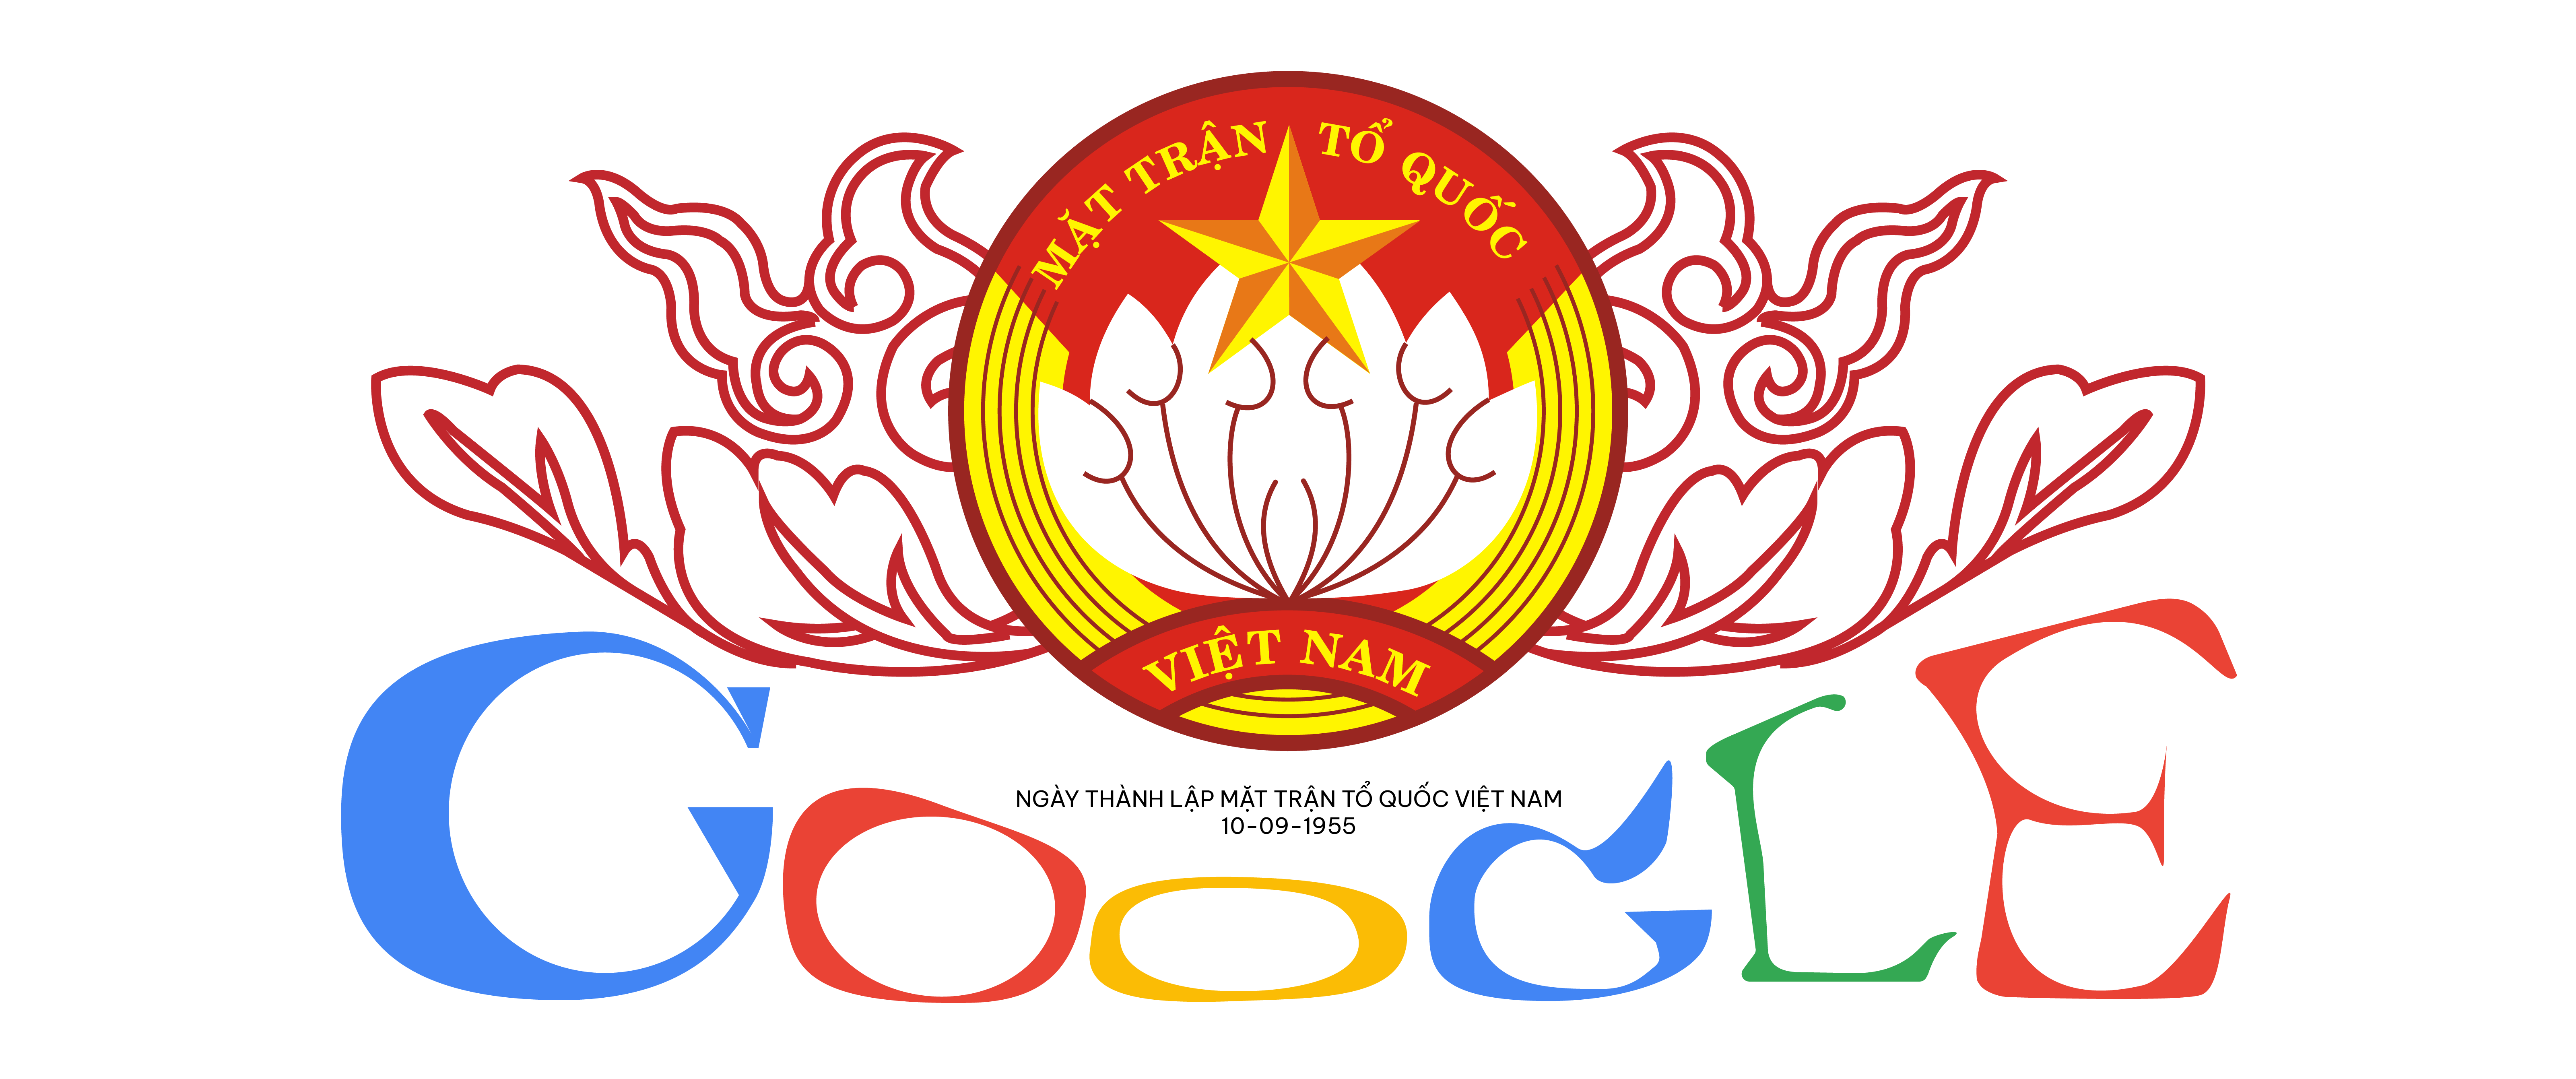 MẶT TRẬN TỔ QUỐC
VIỆT NAM
NGÀY THÀNH LẬP MẶT TRẬN TỔ QUỐC VIỆT NAM
10-09-1955
GOOGLE